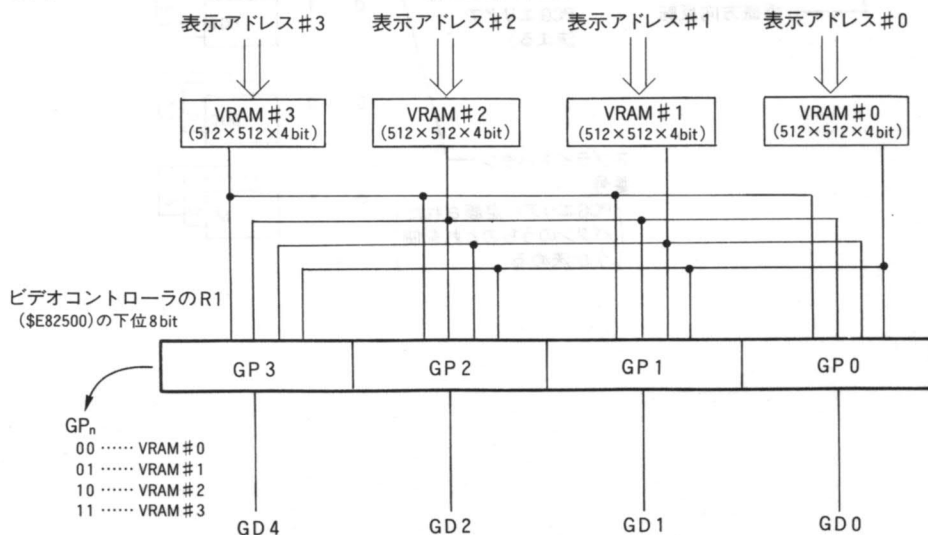 表示アドレス#3 表示アドレス#2 表示アドレス#1 表示アドレス#0
VRAM#3 VRAM#2 VRAM#1 VRAM#0
(512×512×4bit) (512×512×4bit) (512×512×4bit) (512×512×4bit)
ビデオコントローラのR1
($E82500)の下位8bit
GP3 GP2 GP1 GP0
GPn
00 …… VRAM#0
01 …… VRAM#1
10 …… VRAM#2
11 …… VRAM#3
GD4 GD2 GD1 GD0